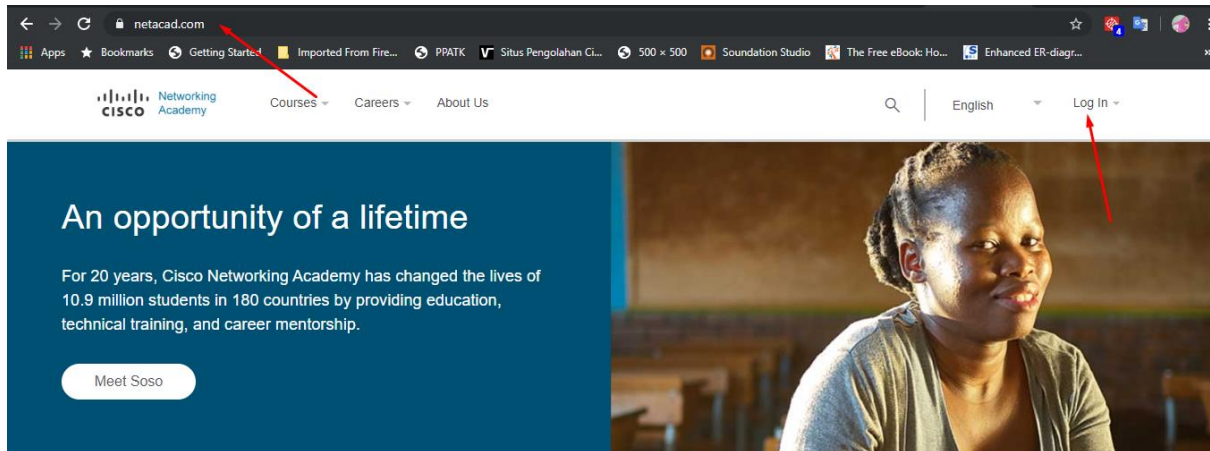 netacad.com
4
Apps Bookmarks Getting Started Imported From Fire... PPATK Situs Pengolahan Ci... 500 × 500 Soundation Studio The Free eBook: Ho... Enhanced ER-diagr... »
CISCO Networking Academy Courses Careers About Us English Log In
An opportunity of a lifetime
For 20 years, Cisco Networking Academy has changed the lives of
10.9 million students in 180 countries by providing education,
technical training, and career mentorship.
Meet Soso